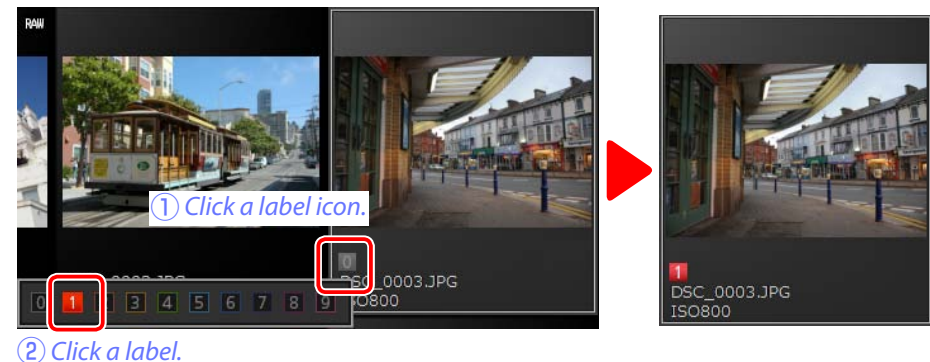 RAW
① Click a label icon.
0
DSC_0003.JPG
ISO800
0 1 3 4 5 6 7 8 9
② Click a label.
1
DSC_0003.JPG
ISO800